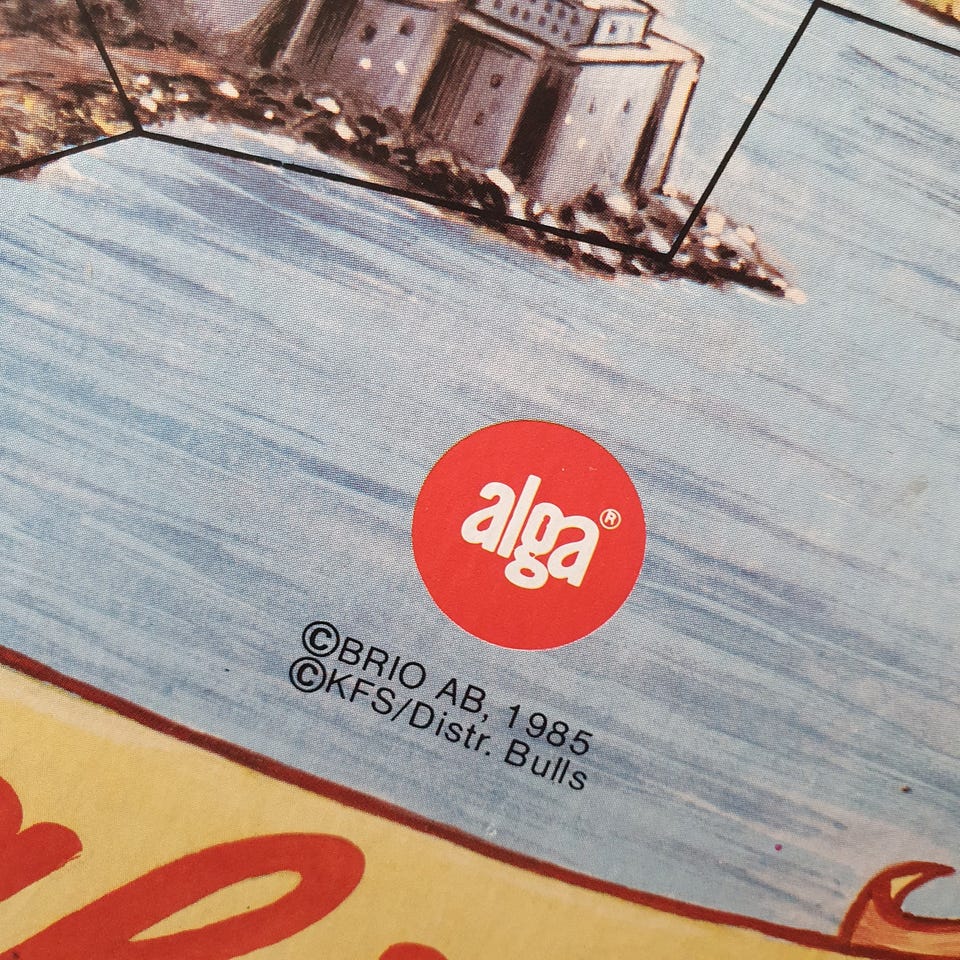 alga®
©BRIO AB, 1985
©KFS/Distr. Bulls